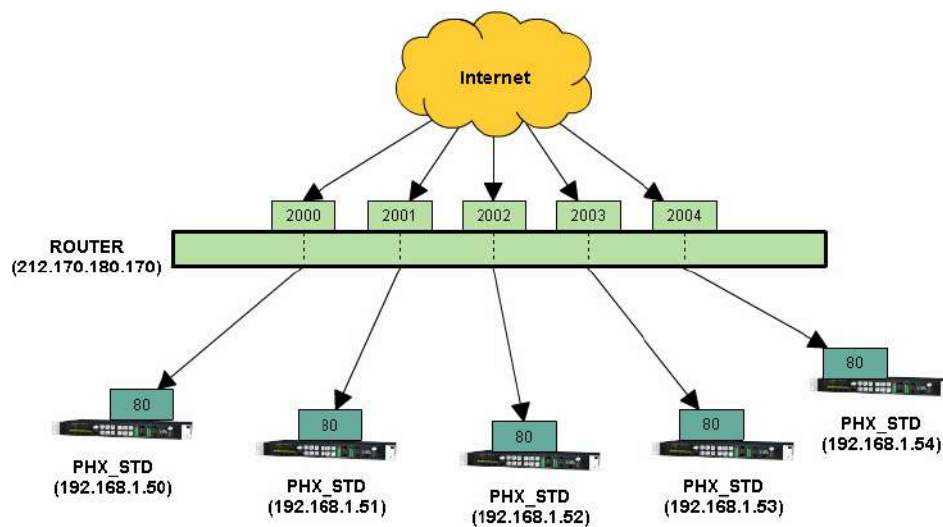 Internet
2000
2001
2002
2003
2004
ROUTER
(212.170.180.170)
80
80
80
80
80
PHX_STD
(192.168.1.50)
PHX_STD
(192.168.1.51)
PHX_STD
(192.168.1.52)
PHX_STD
(192.168.1.53)
PHX_STD
(192.168.1.54)